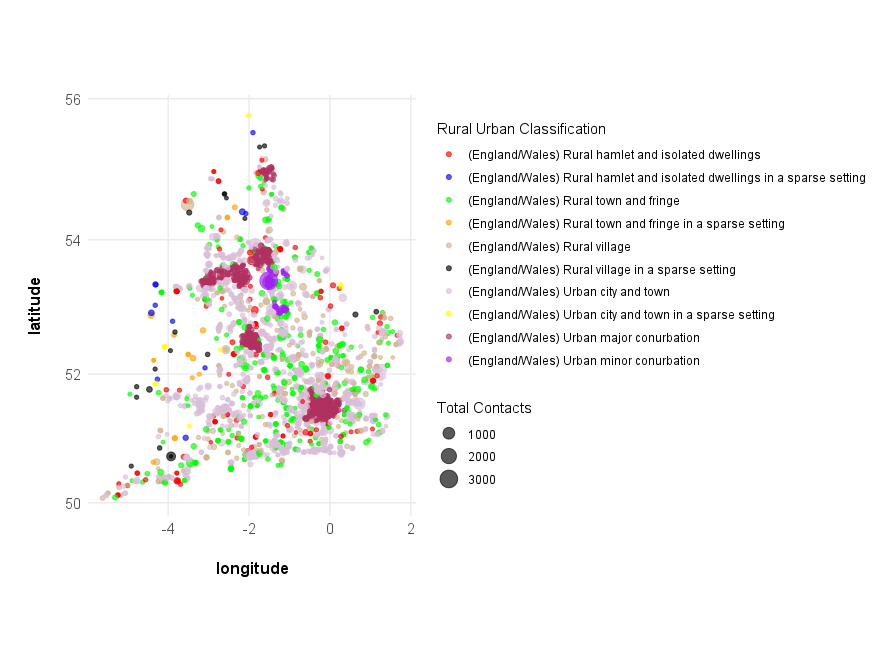 56
54
52
50
-4
-2
0
2
latitude
longitude
Rural Urban Classification
(England/Wales) Rural hamlet and isolated dwellings
(England/Wales) Rural hamlet and isolated dwellings in a sparse setting
(England/Wales) Rural town and fringe
(England/Wales) Rural town and fringe in a sparse setting
(England/Wales) Rural village
(England/Wales) Rural village in a sparse setting
(England/Wales) Urban city and town
(England/Wales) Urban city and town in a sparse setting
(England/Wales) Urban major conurbation
(England/Wales) Urban minor conurbation
Total Contacts
1000
2000
3000